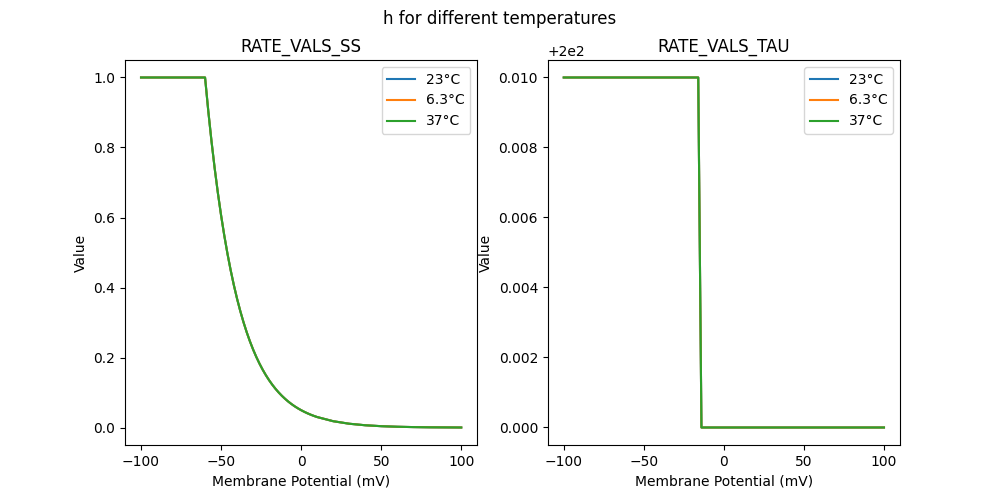 h for different temperatures
RATE_VALS_SS
1.0
0.8
0.6
0.4
0.2
0.0
Value
−100
−50
0
50
100
Membrane Potential (mV)
23°C
6.3°C
37°C
RATE_VALS_TAU
+2e2
0.010
0.008
0.006
0.004
0.002
0.000
Value
−100
−50
0
50
100
Membrane Potential (mV)
23°C
6.3°C
37°C